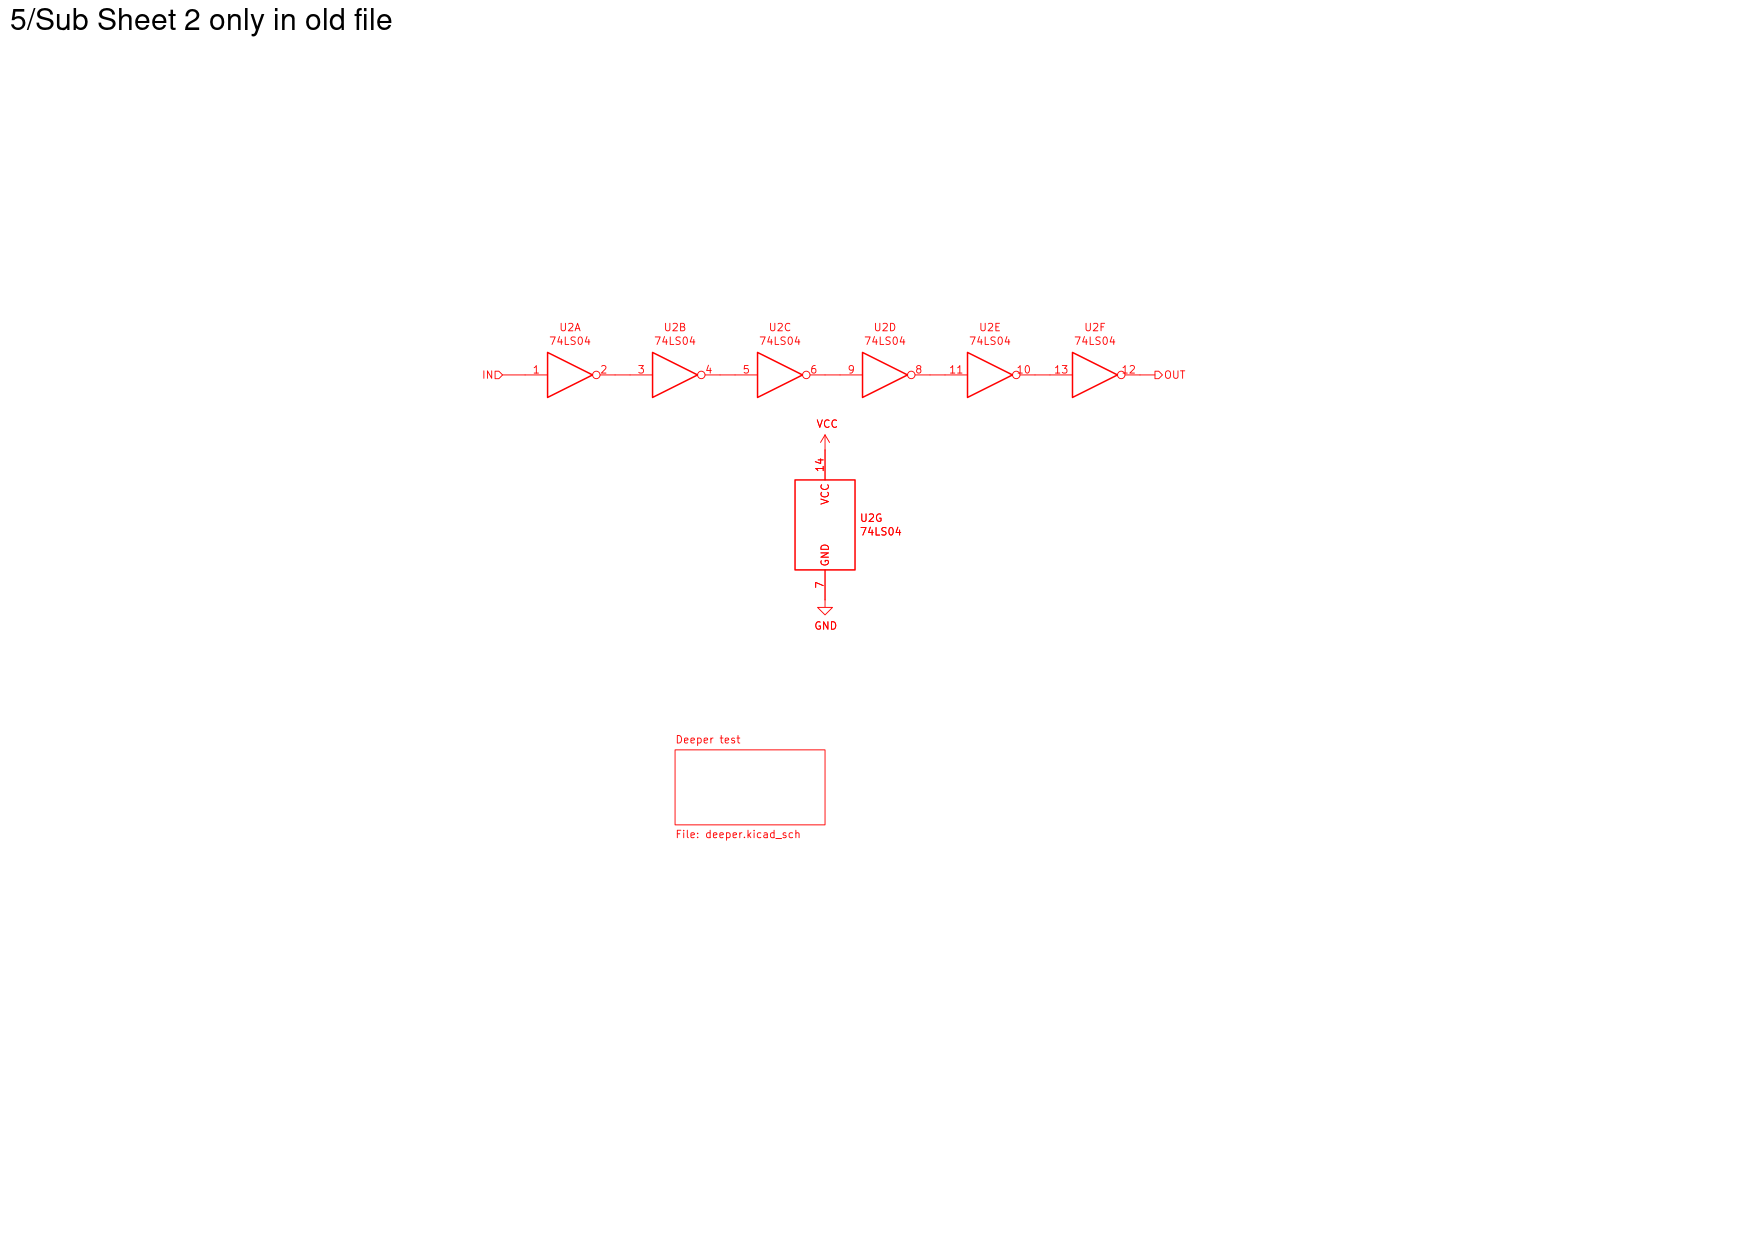 5/Sub Sheet 2 only in old file
U2A U2B U2C U2D U2E U2F
74LS04 74LS04 74LS04 74LS04 74LS04 74LS04
IN 1 2 3 4 5 6 9 8 11 10 13 12 OUT
VCC
14
VCC
U2G
74LS04
GND
7
GND
Deeper test
File: deeper.kicad_sch